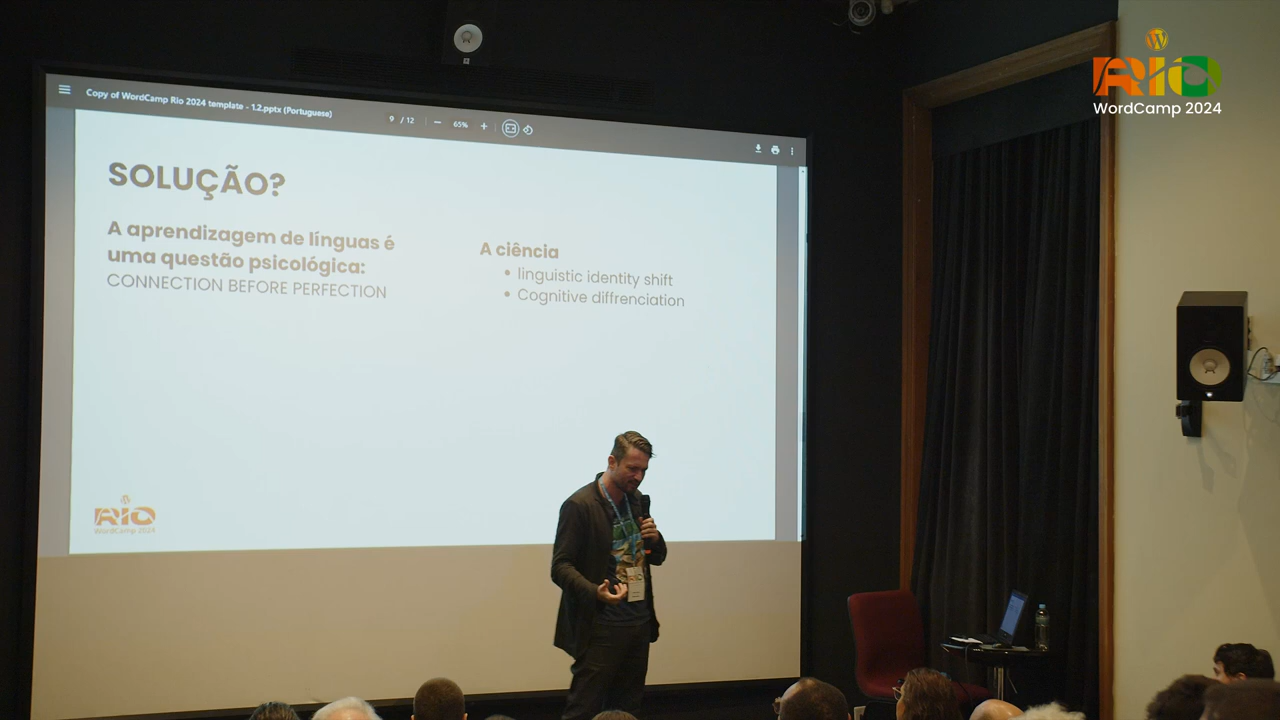 Copy of WordCamp Rio 2024 template - 1.2.pptx (Portuguese)
9 / 12
65%
SOLUÇÃO?
A aprendizagem de línguas é
uma questão psicológica:
CONNECTION BEFORE PERFECTION
A ciência
• linguistic identity shift
• Cognitive diffrenciation
RIO
WordCamp 2024
RIO
WordCamp 2024